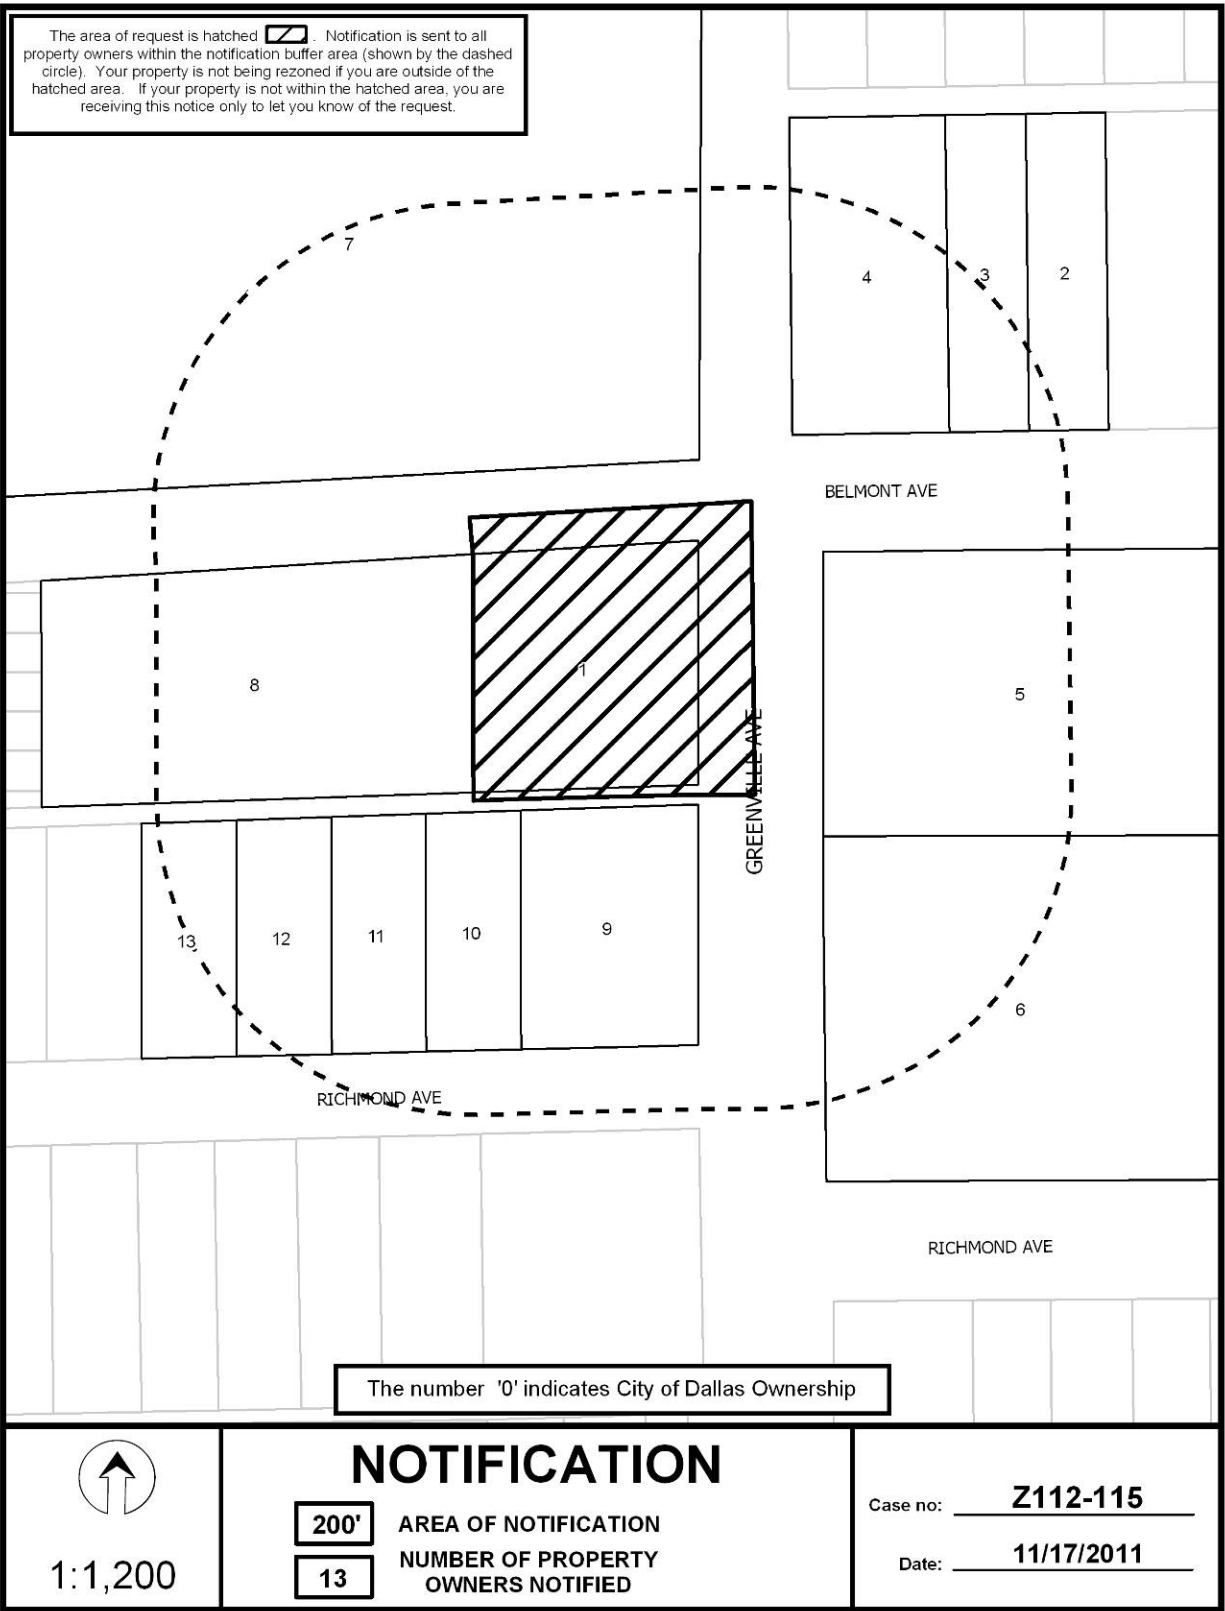 The area of request is hatched . Notification is sent to all
property owners within the notification buffer area (shown by the dashed
circle). Your property is not being rezoned if you are outside of the
hatched area. If your property is not within the hatched area, you are
receiving this notice only to let you know of the request.
7
4
3
2
BELMONT AVE
1
8
5
GREENVILLE AVE
13
12
11
10
9
6
RICHMOND AVE
RICHMOND AVE
The number '0' indicates City of Dallas Ownership
1:1,200
NOTIFICATION
200' AREA OF NOTIFICATION
13 NUMBER OF PROPERTY
OWNERS NOTIFIED
Case no: Z112-115
Date: 11/17/2011